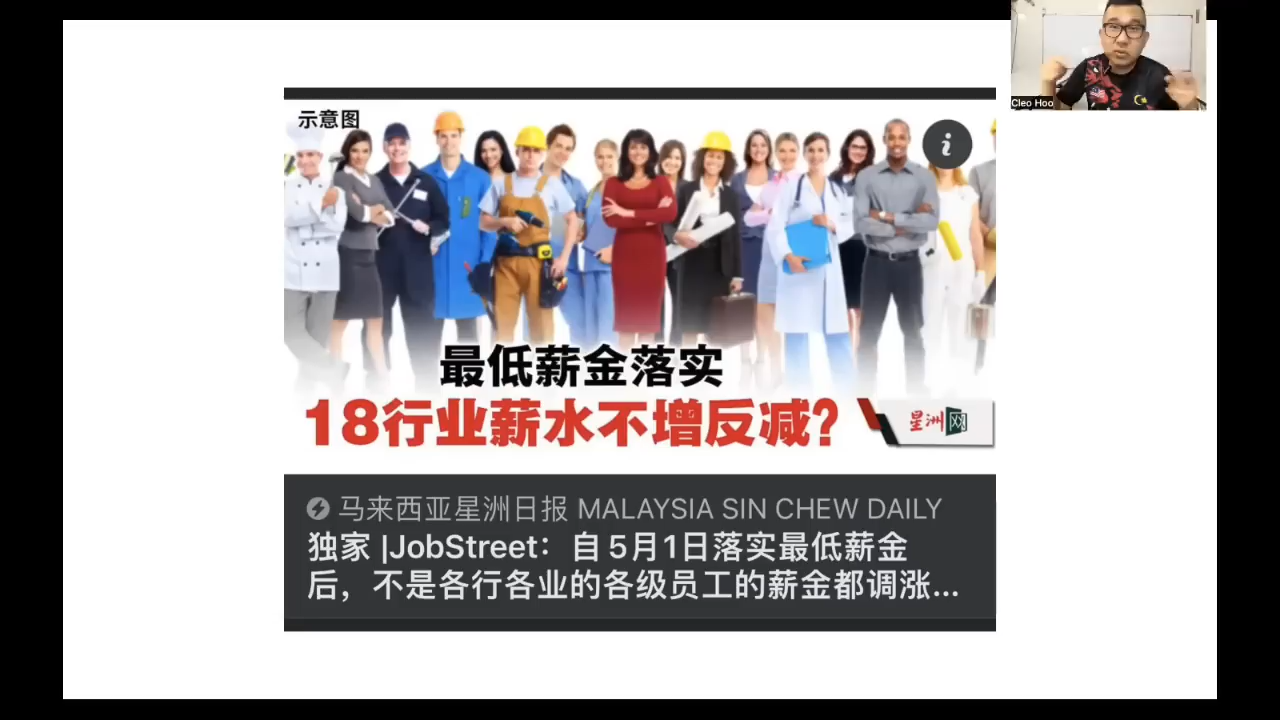 Cleo Hoo
示意图
i
最低薪金落实
18行业薪水不增反减?
星洲网
马来西亚星洲日报 MALAYSIA SIN CHEW DAILY
独家 |JobStreet：自5月1日落实最低薪金
后，不是各行各业的各级员工的薪金都调涨...